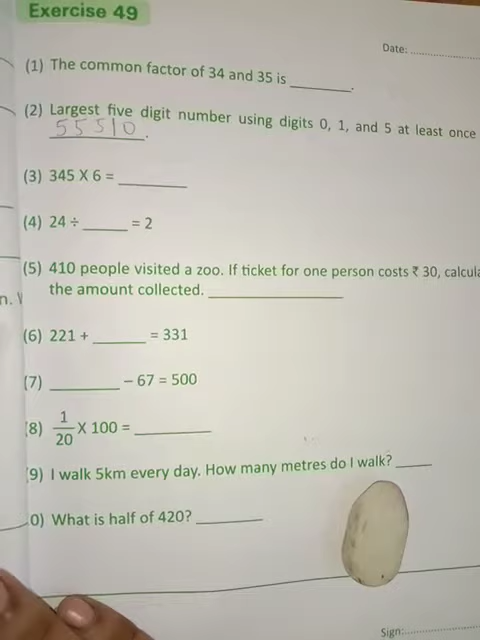 Exercise 49
Date: ....................
(1) The common factor of 34 and 35 is ________.
(2) Largest five digit number using digits 0, 1, and 5 at least once
55510.
(3) 345 X 6 = ________
(4) 24 ÷ ______ = 2
(5) 410 people visited a zoo. If ticket for one person costs ₹ 30, calcula
the amount collected. ________________
n.
(6) 221 + ______ = 331
(7) ________ – 67 = 500
8) 1/20 X 100 = ________
9) I walk 5km every day. How many metres do I walk? ____
0) What is half of 420? ________
Sign:....................